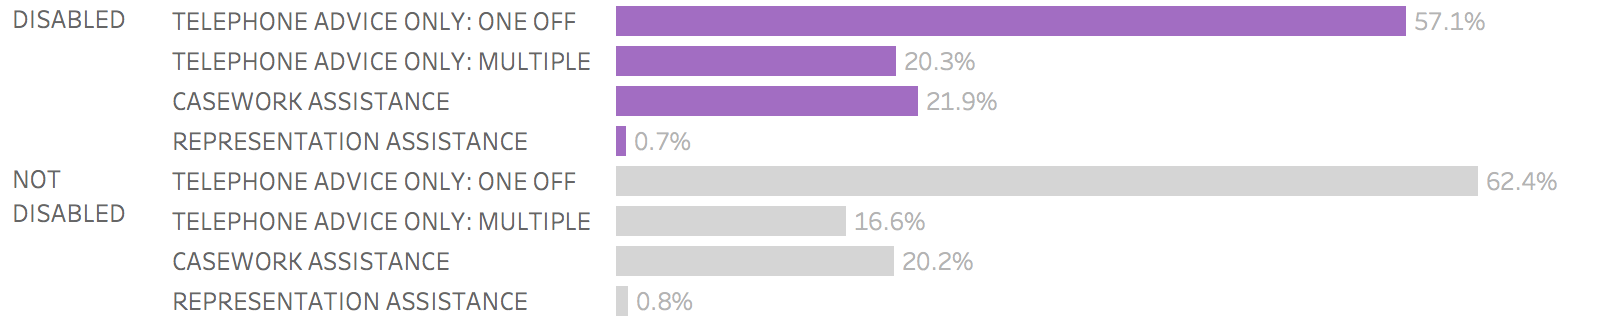 DISABLED TELEPHONE ADVICE ONLY: ONE OFF 57.1%
TELEPHONE ADVICE ONLY: MULTIPLE 20.3%
CASEWORK ASSISTANCE 21.9%
REPRESENTATION ASSISTANCE 0.7%
NOT TELEPHONE ADVICE ONLY: ONE OFF 62.4%
DISABLED TELEPHONE ADVICE ONLY: MULTIPLE 16.6%
CASEWORK ASSISTANCE 20.2%
REPRESENTATION ASSISTANCE 0.8%